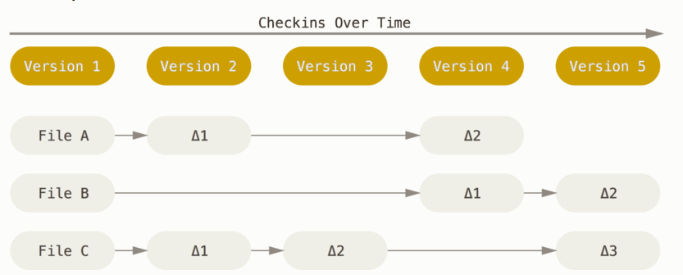 Checkins Over Time
Version 1 Version 2 Version 3 Version 4 Version 5
File A Δ1 Δ2
File B Δ1 Δ2
File C Δ1 Δ2 Δ3